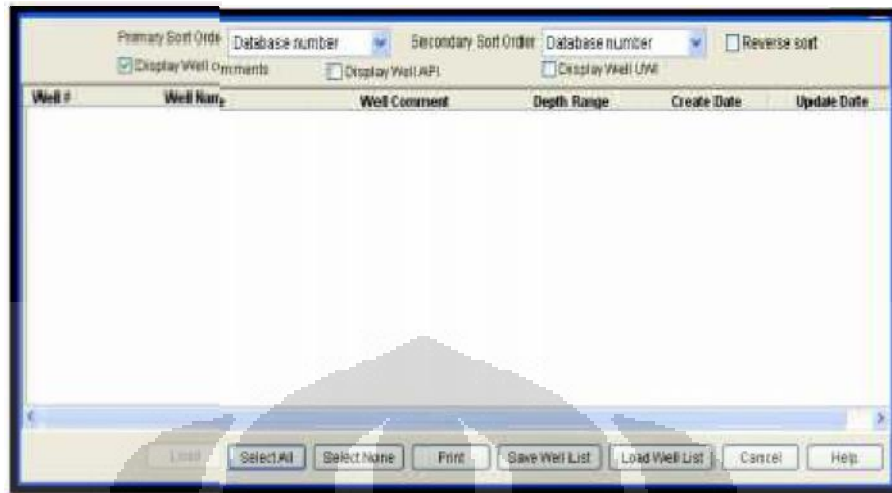 Primary Sort Orde Database number Secondary Sort Order Database number Reverse sort
Display Well omments Display Well API Display Well UWI
Well # Well Name Well Comment Depth Range Create Date Update Date
Load Select All Select None Print Save Well List Load Well List Cancel Help